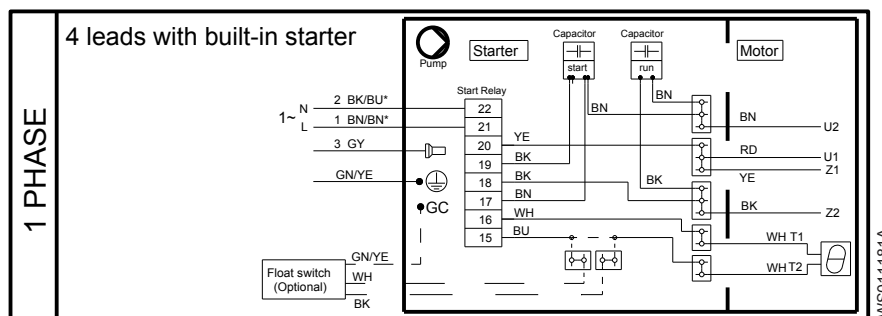 4 leads with built-in starter
1 PHASE
Pump
Starter
Capacitor
start
Capacitor
run
Motor
Start Relay
1~
N
2 BK/BU*
22
L
1 BN/BN*
21
3 GY
20
YE
19
BK
GN/YE
18
BK
17
BN
GC
16
WH
15
BU
BN
BN
BK
BN
U2
RD
U1
Z1
YE
BK
Z2
WH T1
WH T2
Float switch
(Optional)
GN/YE
WH
BK
WS011181A